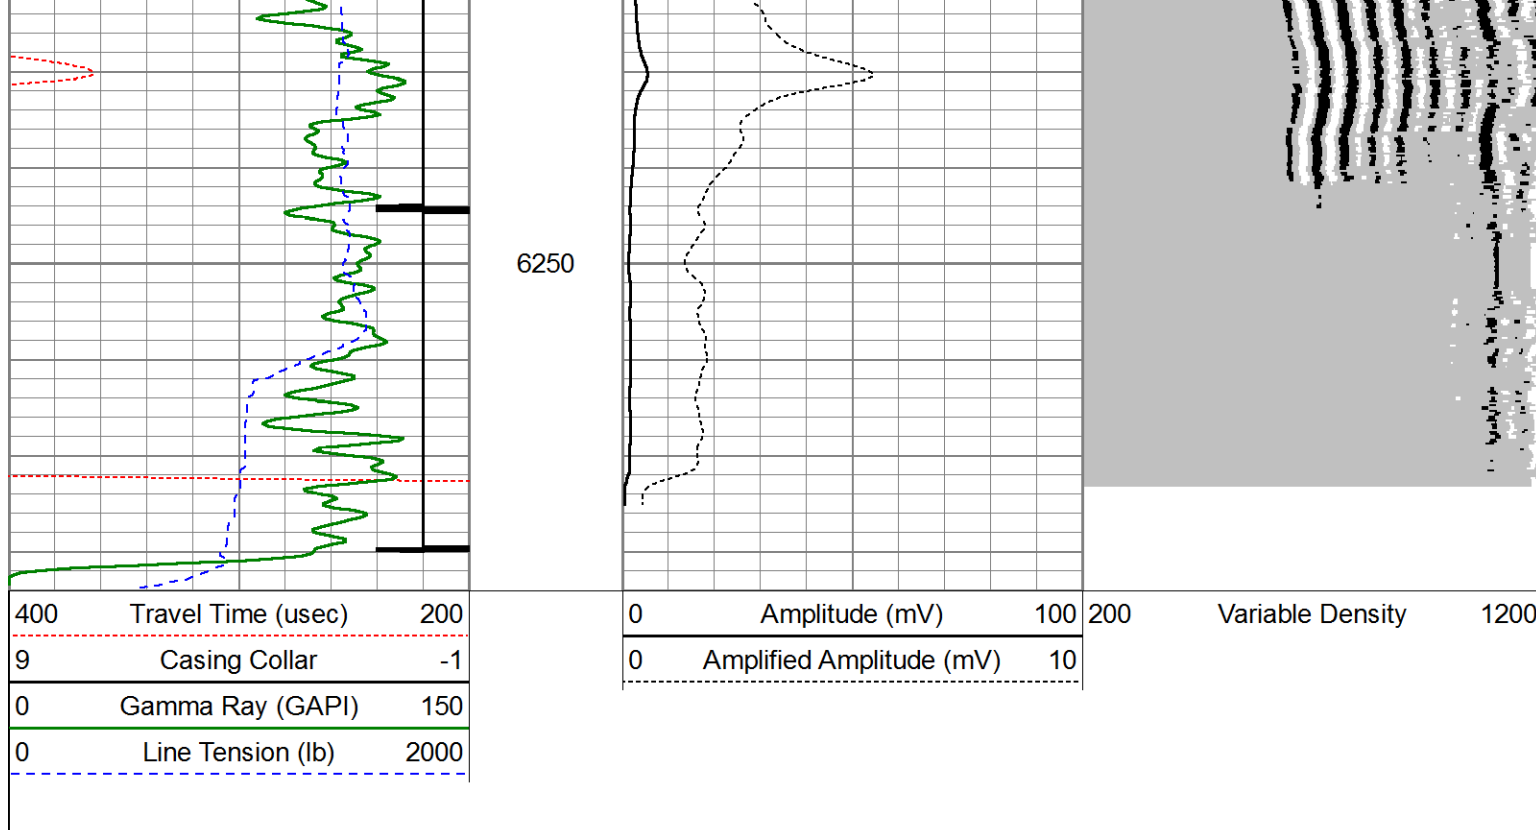 6250
400 Travel Time (usec) 200
9 Casing Collar -1
0 Gamma Ray (GAPI) 150
0 Line Tension (lb) 2000
0 Amplitude (mV) 100
0 Amplified Amplitude (mV) 10
200 Variable Density 1200